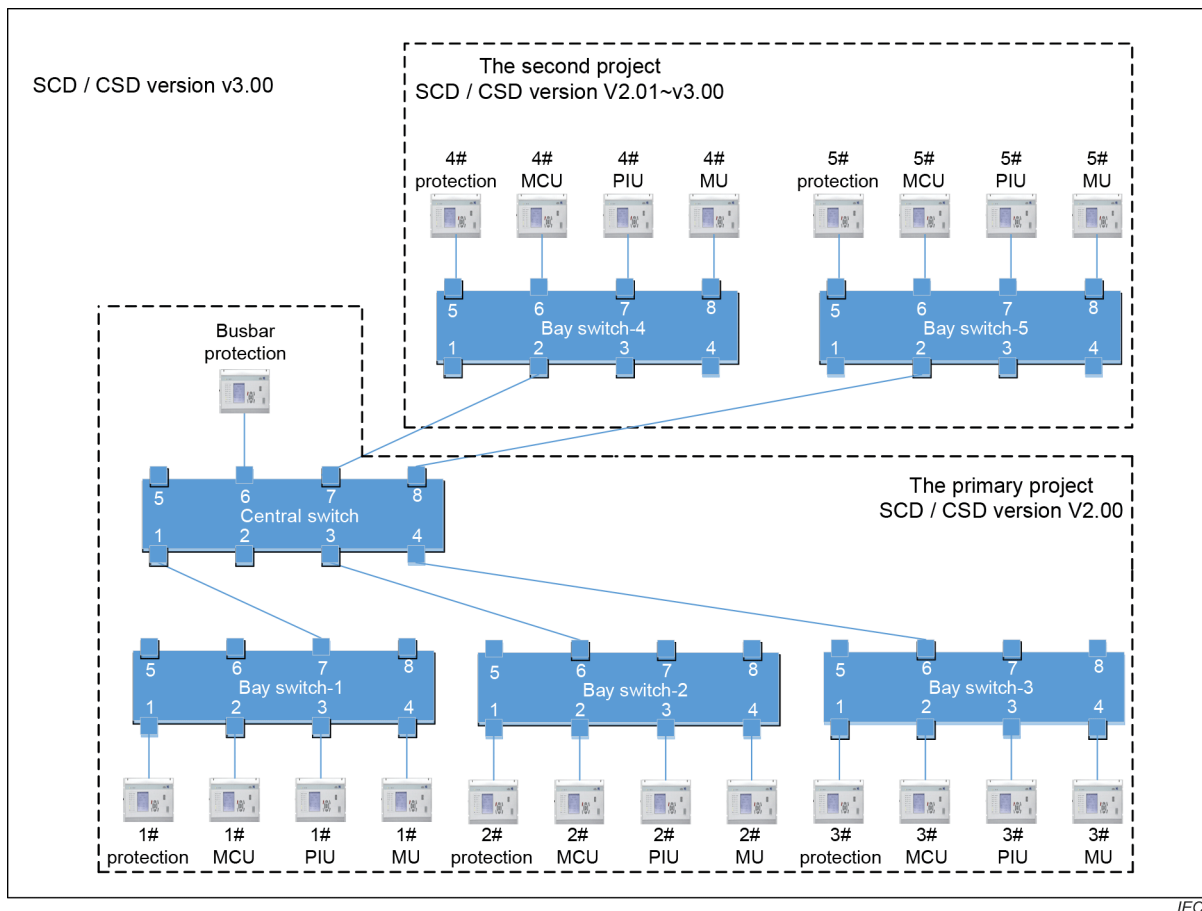 SCD / CSD version v3.00
The second project
SCD / CSD version V2.01~v3.00
4# 4# 4# 4# 5# 5# 5# 5#
protection MCU PIU MU protection MCU PIU MU
5 6 7 8 5 6 7 8
Bay switch-4 Bay switch-5
1 2 3 4 1 2 3 4
Busbar
protection
5 6 7 8
Central switch
1 2 3 4
The primary project
SCD / CSD version V2.00
5 6 7 8 5 6 7 8 5 6 7 8
Bay switch-1 Bay switch-2 Bay switch-3
1 2 3 4 1 2 3 4 1 2 3 4
1# 1# 1# 1# 2# 2# 2# 2# 3# 3# 3# 3#
protection MCU PIU MU protection MCU PIU MU protection MCU PIU MU
IEC